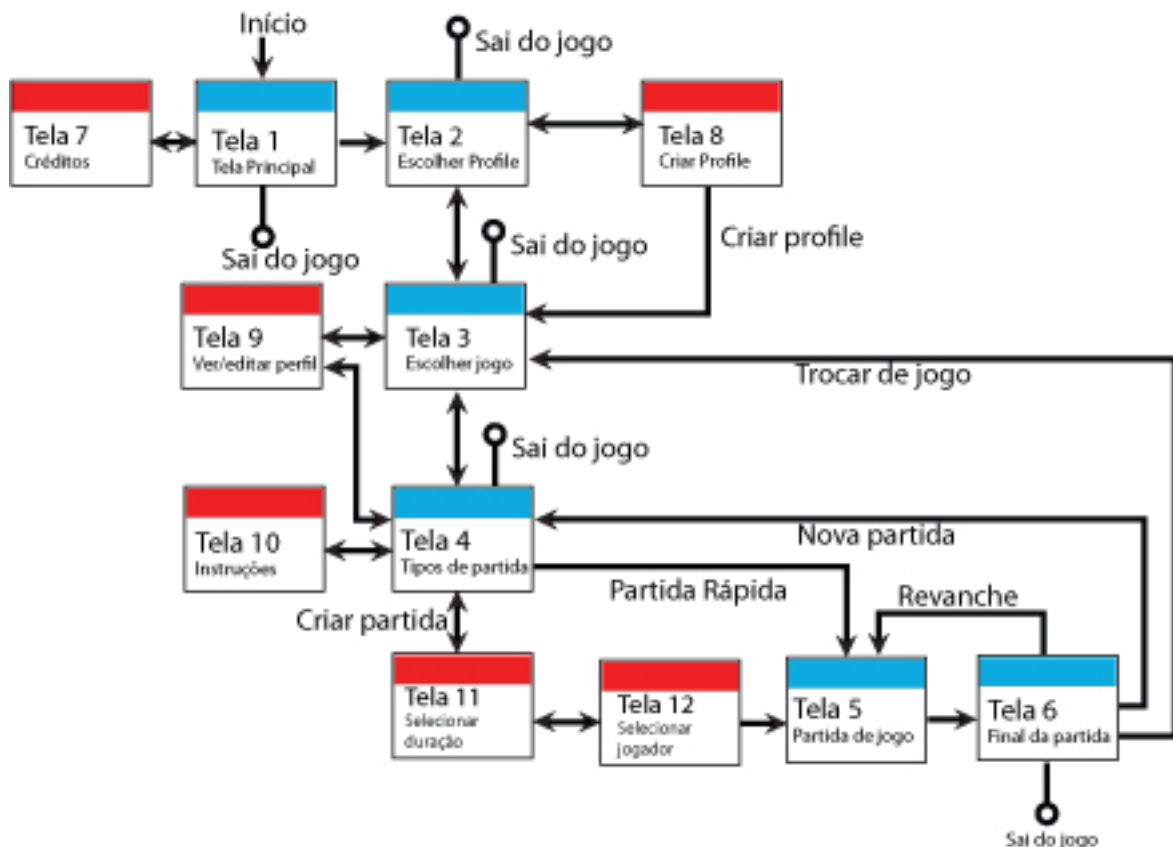 Início
Sai do jogo
Tela 7
Créditos
Tela 1
Tela Principal
Tela 2
Escolher Profile
Tela 8
Criar Profile
Sai do jogo
Sai do jogo
Criar profile
Tela 9
Ver/editar perfil
Tela 3
Escolher jogo
Trocar de jogo
Sai do jogo
Tela 10
Instruções
Tela 4
Tipos de partida
Nova partida
Partida Rápida
Revanche
Criar partida
Tela 11
Selecionar
duração
Tela 12
Selecionar
jogador
Tela 5
Partida de jogo
Tela 6
Final da partida
Sai do jogo